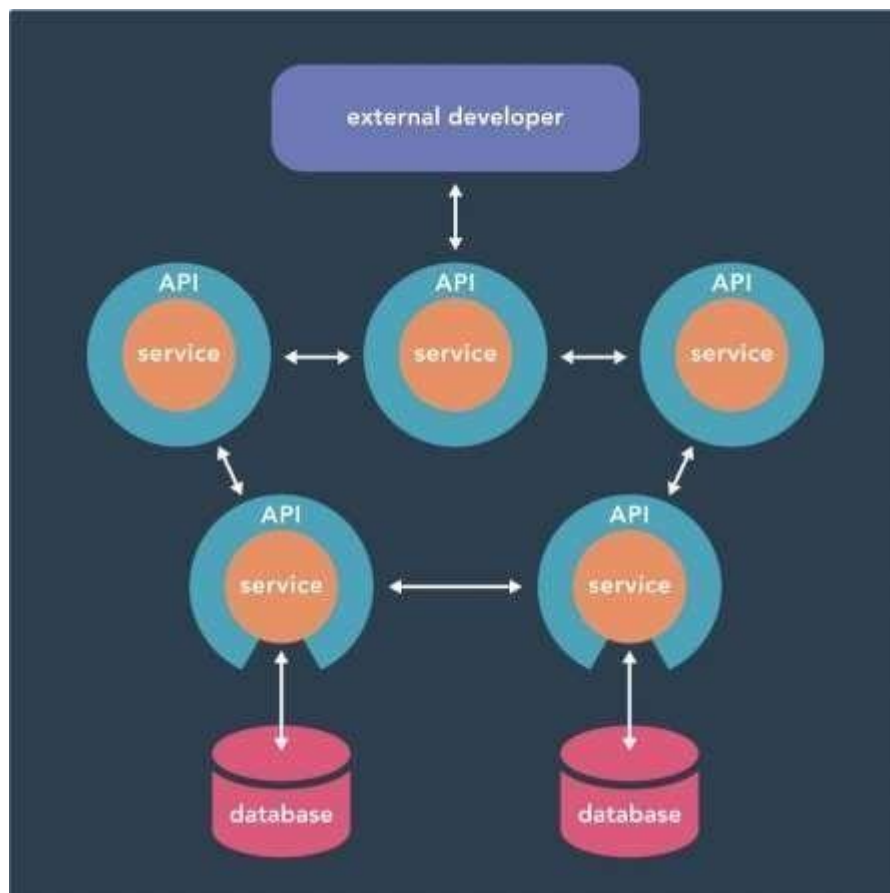 external developer
API
API
API
service
service
service
API
API
service
service
database
database